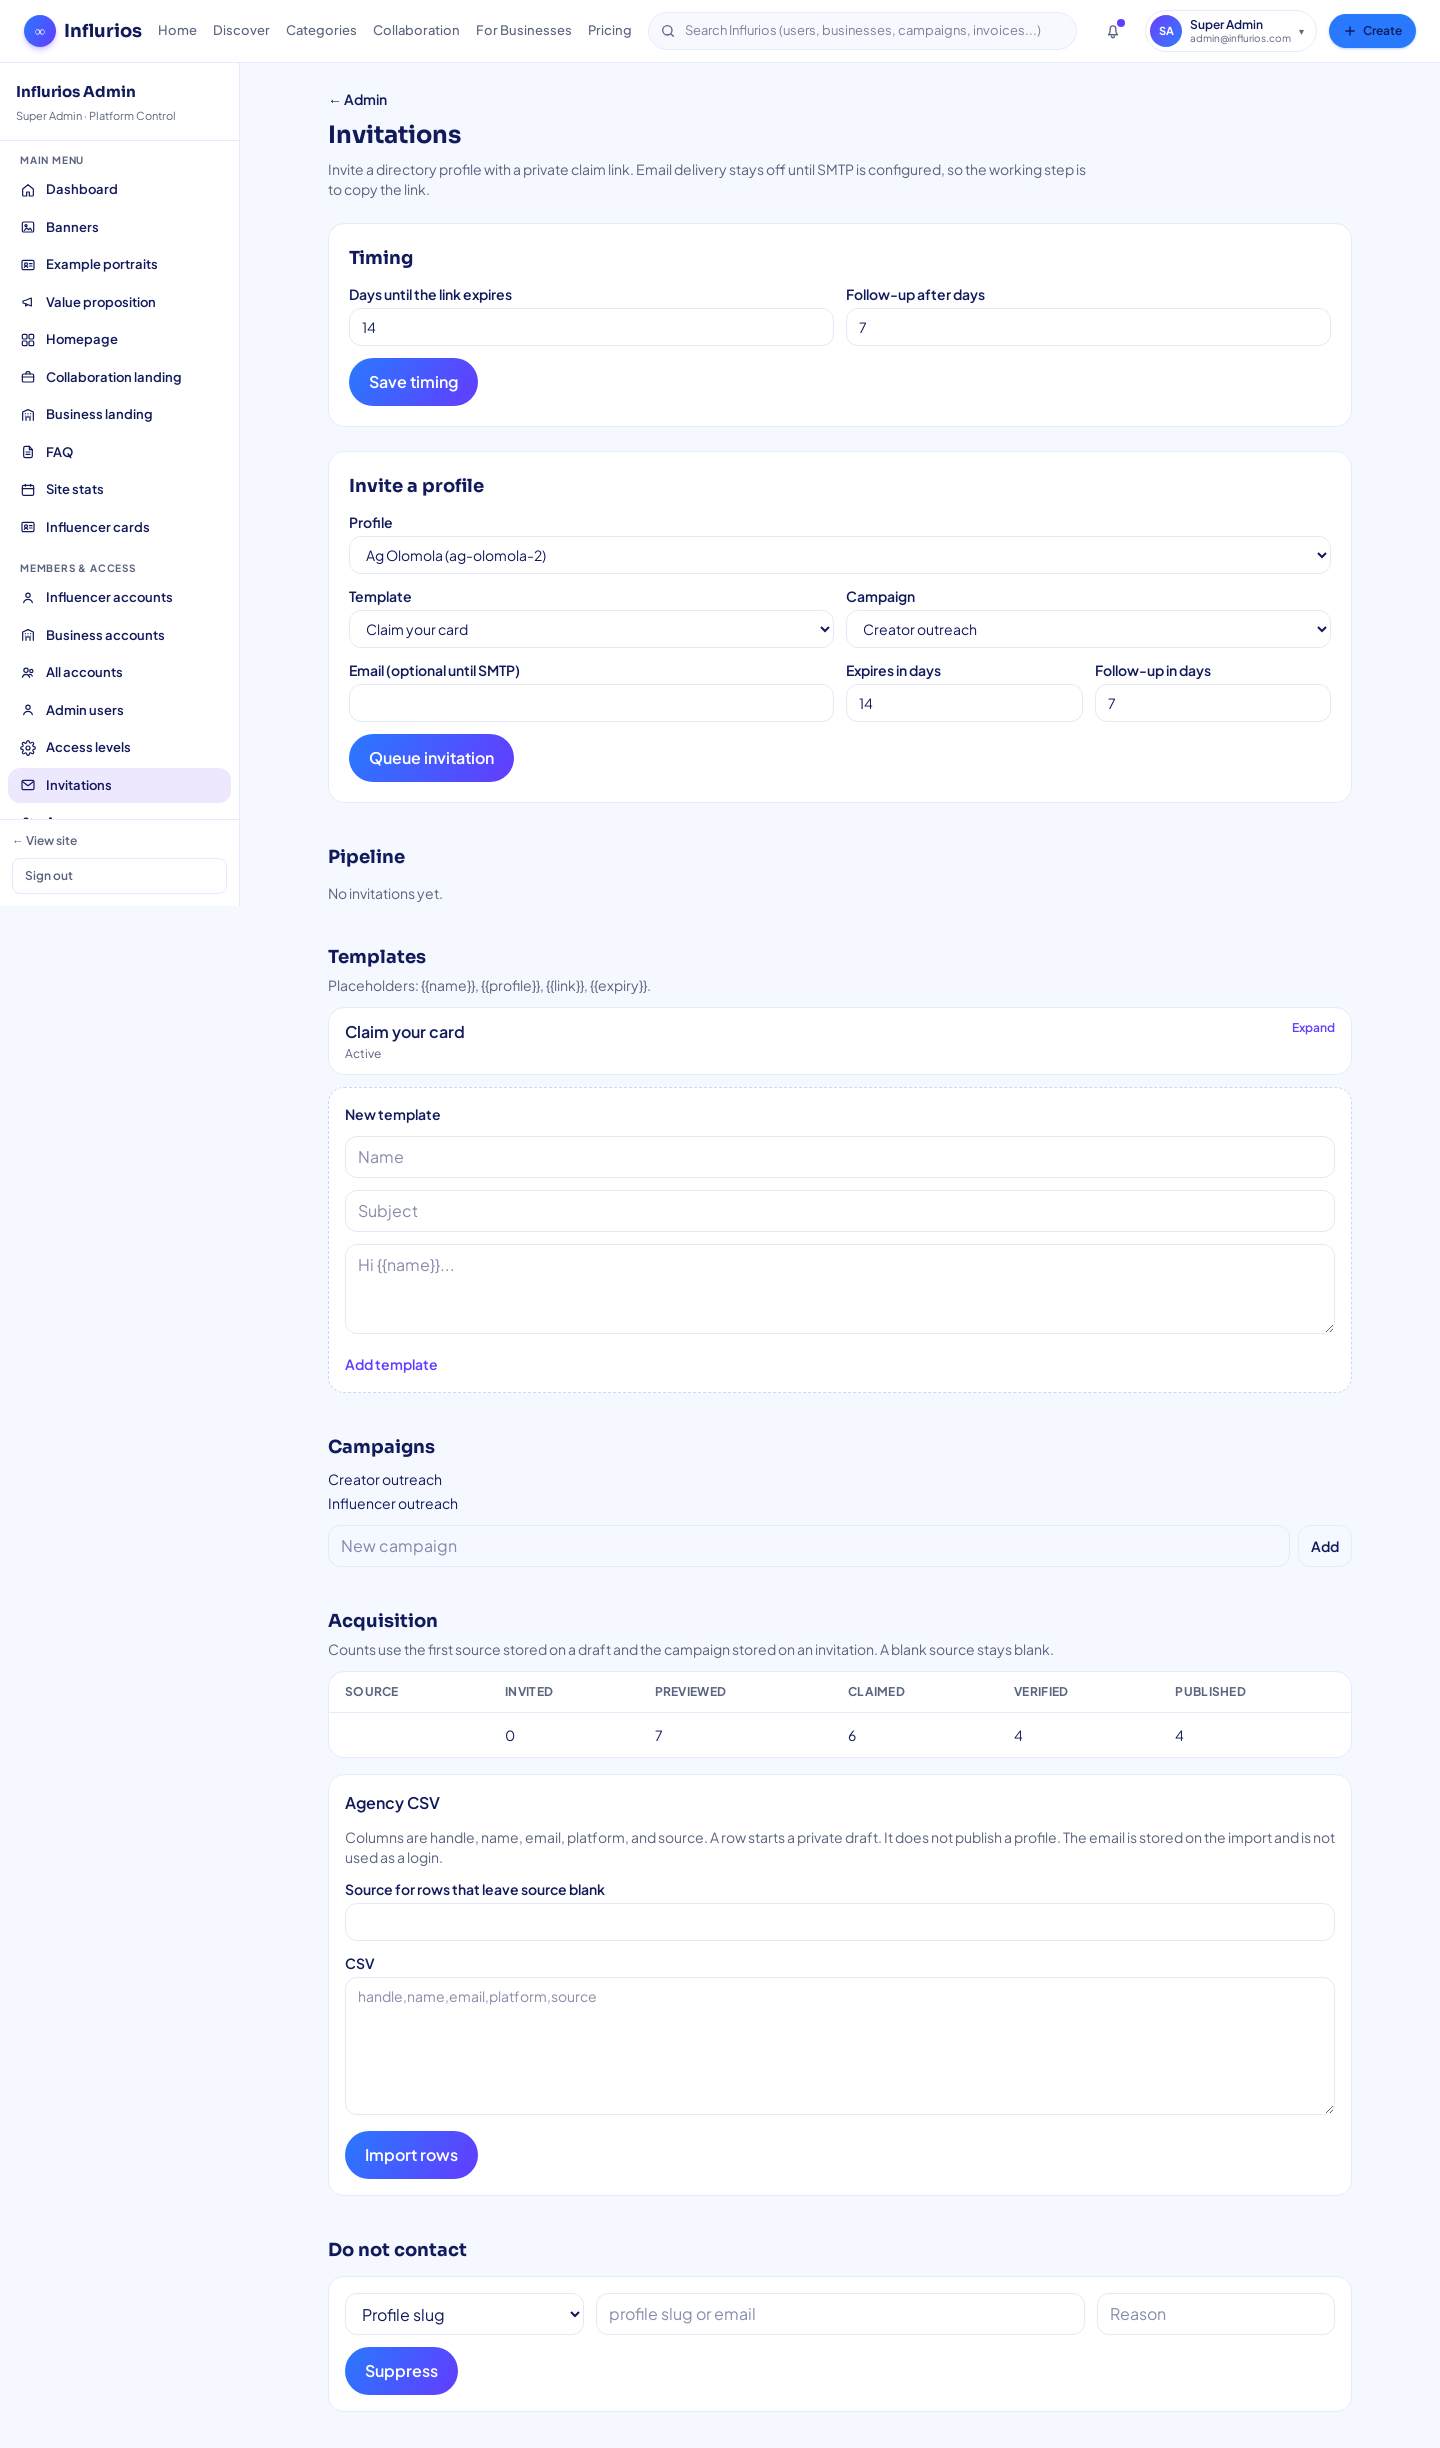 Influrios
Home Discover Categories Collaboration For Businesses Pricing
Search Influrios (users, businesses, campaigns, invoices...)
SA
Super Admin
admin@influrios.com
+ Create
Influrios Admin
Super Admin · Platform Control
MAIN MENU
Dashboard
Banners
Example portraits
Value proposition
Homepage
Collaboration landing
Business landing
FAQ
Site stats
Influencer cards
MEMBERS & ACCESS
Influencer accounts
Business accounts
All accounts
Admin users
Access levels
Invitations
← View site
Sign out
← Admin
Invitations
Invite a directory profile with a private claim link. Email delivery stays off until SMTP is configured, so the working step is
to copy the link.
Timing
Days until the link expires Follow-up after days
14 7
Save timing
Invite a profile
Profile
Ag Olomola (ag-olomola-2)
Template Campaign
Claim your card Creator outreach
Email (optional until SMTP) Expires in days Follow-up in days
14 7
Queue invitation
Pipeline
No invitations yet.
Templates
Placeholders: {{name}}, {{profile}}, {{link}}, {{expiry}}.
Claim your card Expand
Active
New template
Name
Subject
Hi {{name}}...
Add template
Campaigns
Creator outreach
Influencer outreach
New campaign Add
Acquisition
Counts use the first source stored on a draft and the campaign stored on an invitation. A blank source stays blank.
SOURCE INVITED PREVIEWED CLAIMED VERIFIED PUBLISHED
0 7 6 4 4
Agency CSV
Columns are handle, name, email, platform, and source. A row starts a private draft. It does not publish a profile. The email is stored on the import and is not
used as a login.
Source for rows that leave source blank
CSV
handle,name,email,platform,source
Import rows
Do not contact
Profile slug profile slug or email Reason
Suppress